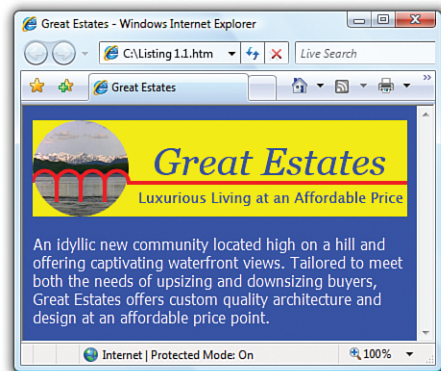 Great Estates - Windows Internet Explorer
C:\Listing 1.1.htm
Live Search
Great Estates
Great Estates
Luxurious Living at an Affordable Price
An idyllic new community located high on a hill and
offering captivating waterfront views. Tailored to meet
both the needs of upsizing and downsizing buyers,
Great Estates offers custom quality architecture and
design at an affordable price point.
Internet | Protected Mode: On
100%